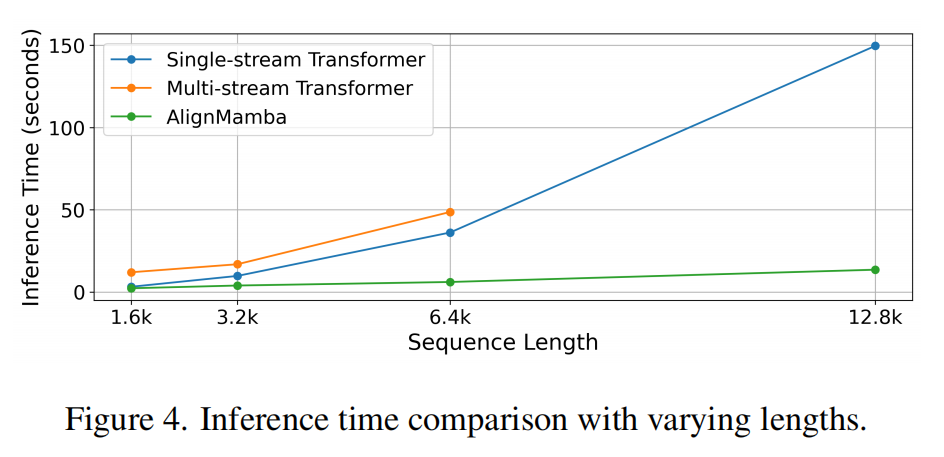 Inference Time (seconds)
150
100
50
0
Single-stream Transformer
Multi-stream Transformer
AlignMamba
1.6k 3.2k 6.4k 12.8k
Sequence Length
Figure 4. Inference time comparison with varying lengths.